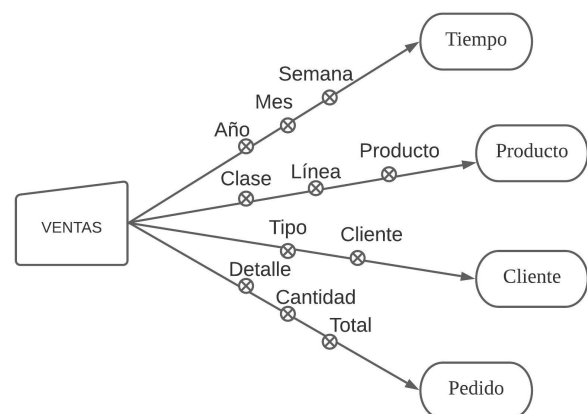 Tiempo
Semana
Mes
Año
Producto
Producto
Línea
Clase
VENTAS
Tipo
Cliente
Cliente
Detalle
Cantidad
Total
Pedido